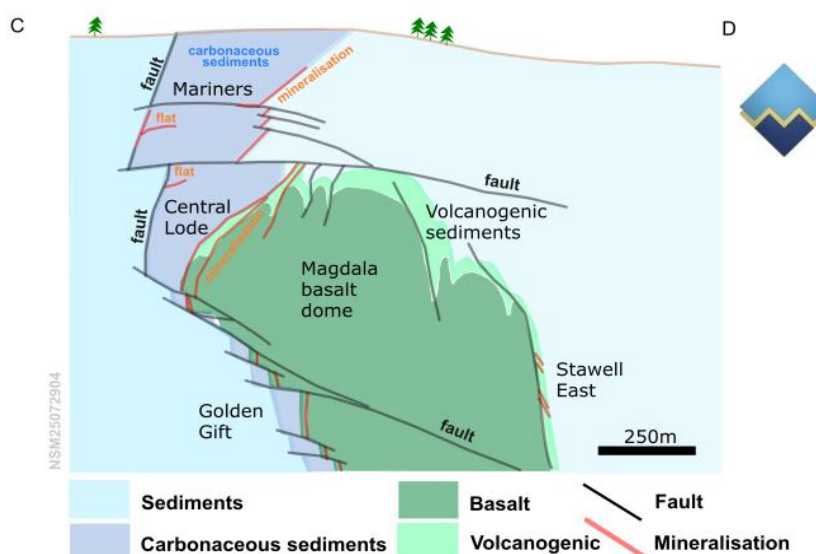 C
D
carbonaceous
sediments
fault
Mariners
mineralisation
flat
flat
fault
Central
Lode
fault
mineralisation
Volcanogenic
sediments
Magdala
basalt
dome
Stawell
East
Golden
Gift
fault
250m
NSM25072904
Sediments
Basalt
Fault
Carbonaceous sediments
Volcanogenic
Mineralisation